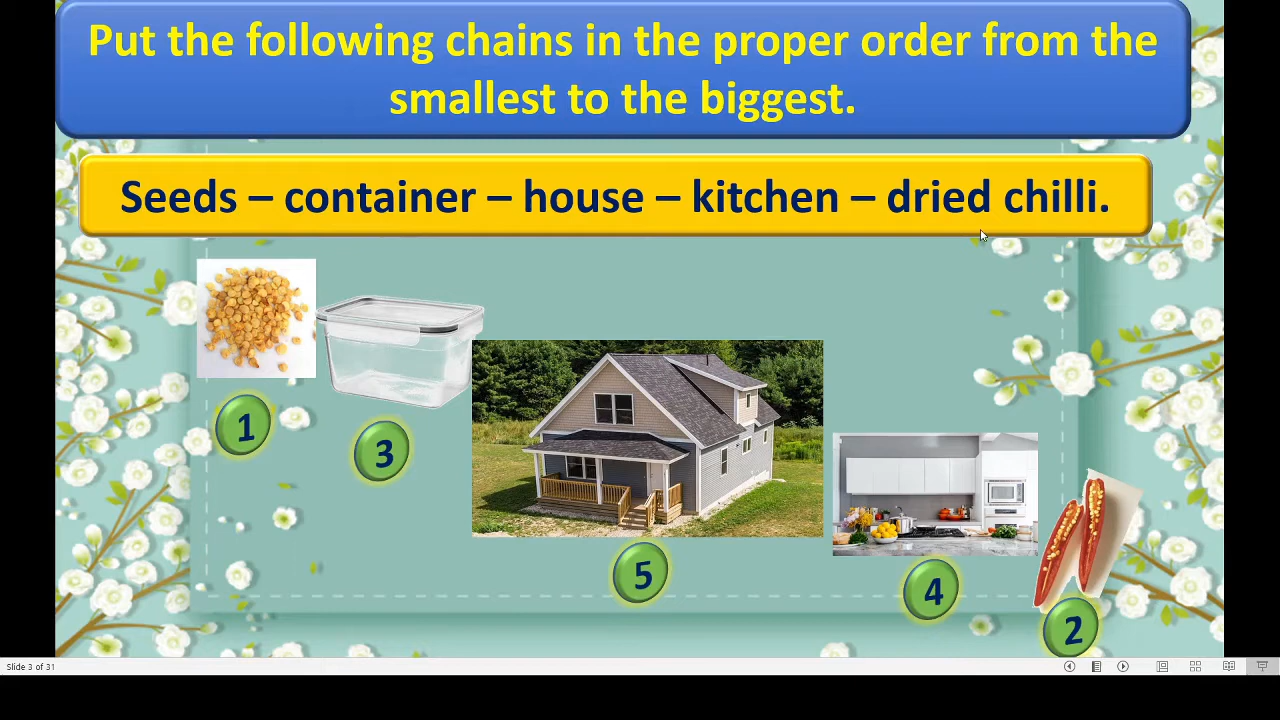 Put the following chains in the proper order from the
smallest to the biggest.
Seeds – container – house – kitchen – dried chilli.
1
3
5
4
2
Slide 3 of 31